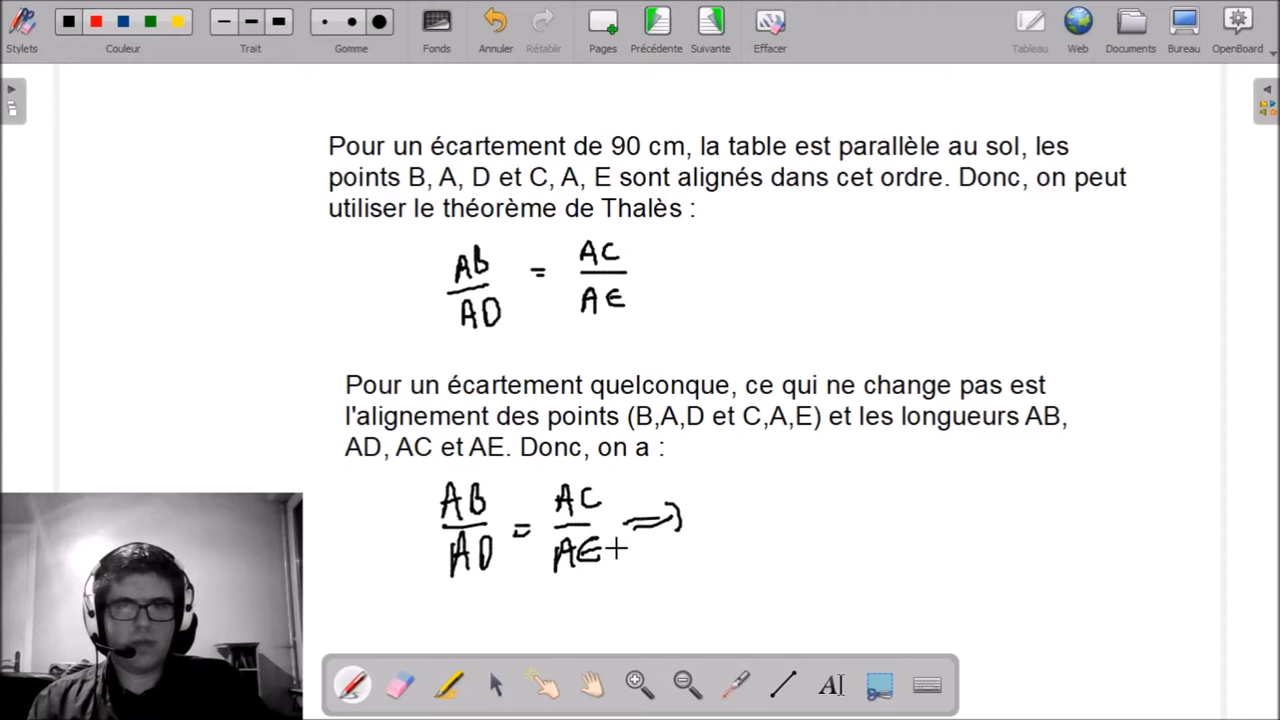 Stylets Couleur Trait Gomme Fonds Annuler Rétablir Pages Précédente Suivante Effacer Tableau Web Documents Bureau OpenBoard
Pour un écartement de 90 cm, la table est parallèle au sol, les
points B, A, D et C, A, E sont alignés dans cet ordre. Donc, on peut
utiliser le théorème de Thalès :
AB = AC
AD AE
Pour un écartement quelconque, ce qui ne change pas est
l'alignement des points (B,A,D et C,A,E) et les longueurs AB,
AD, AC et AE. Donc, on a :
AB = AC ⇒
AD AE
AI